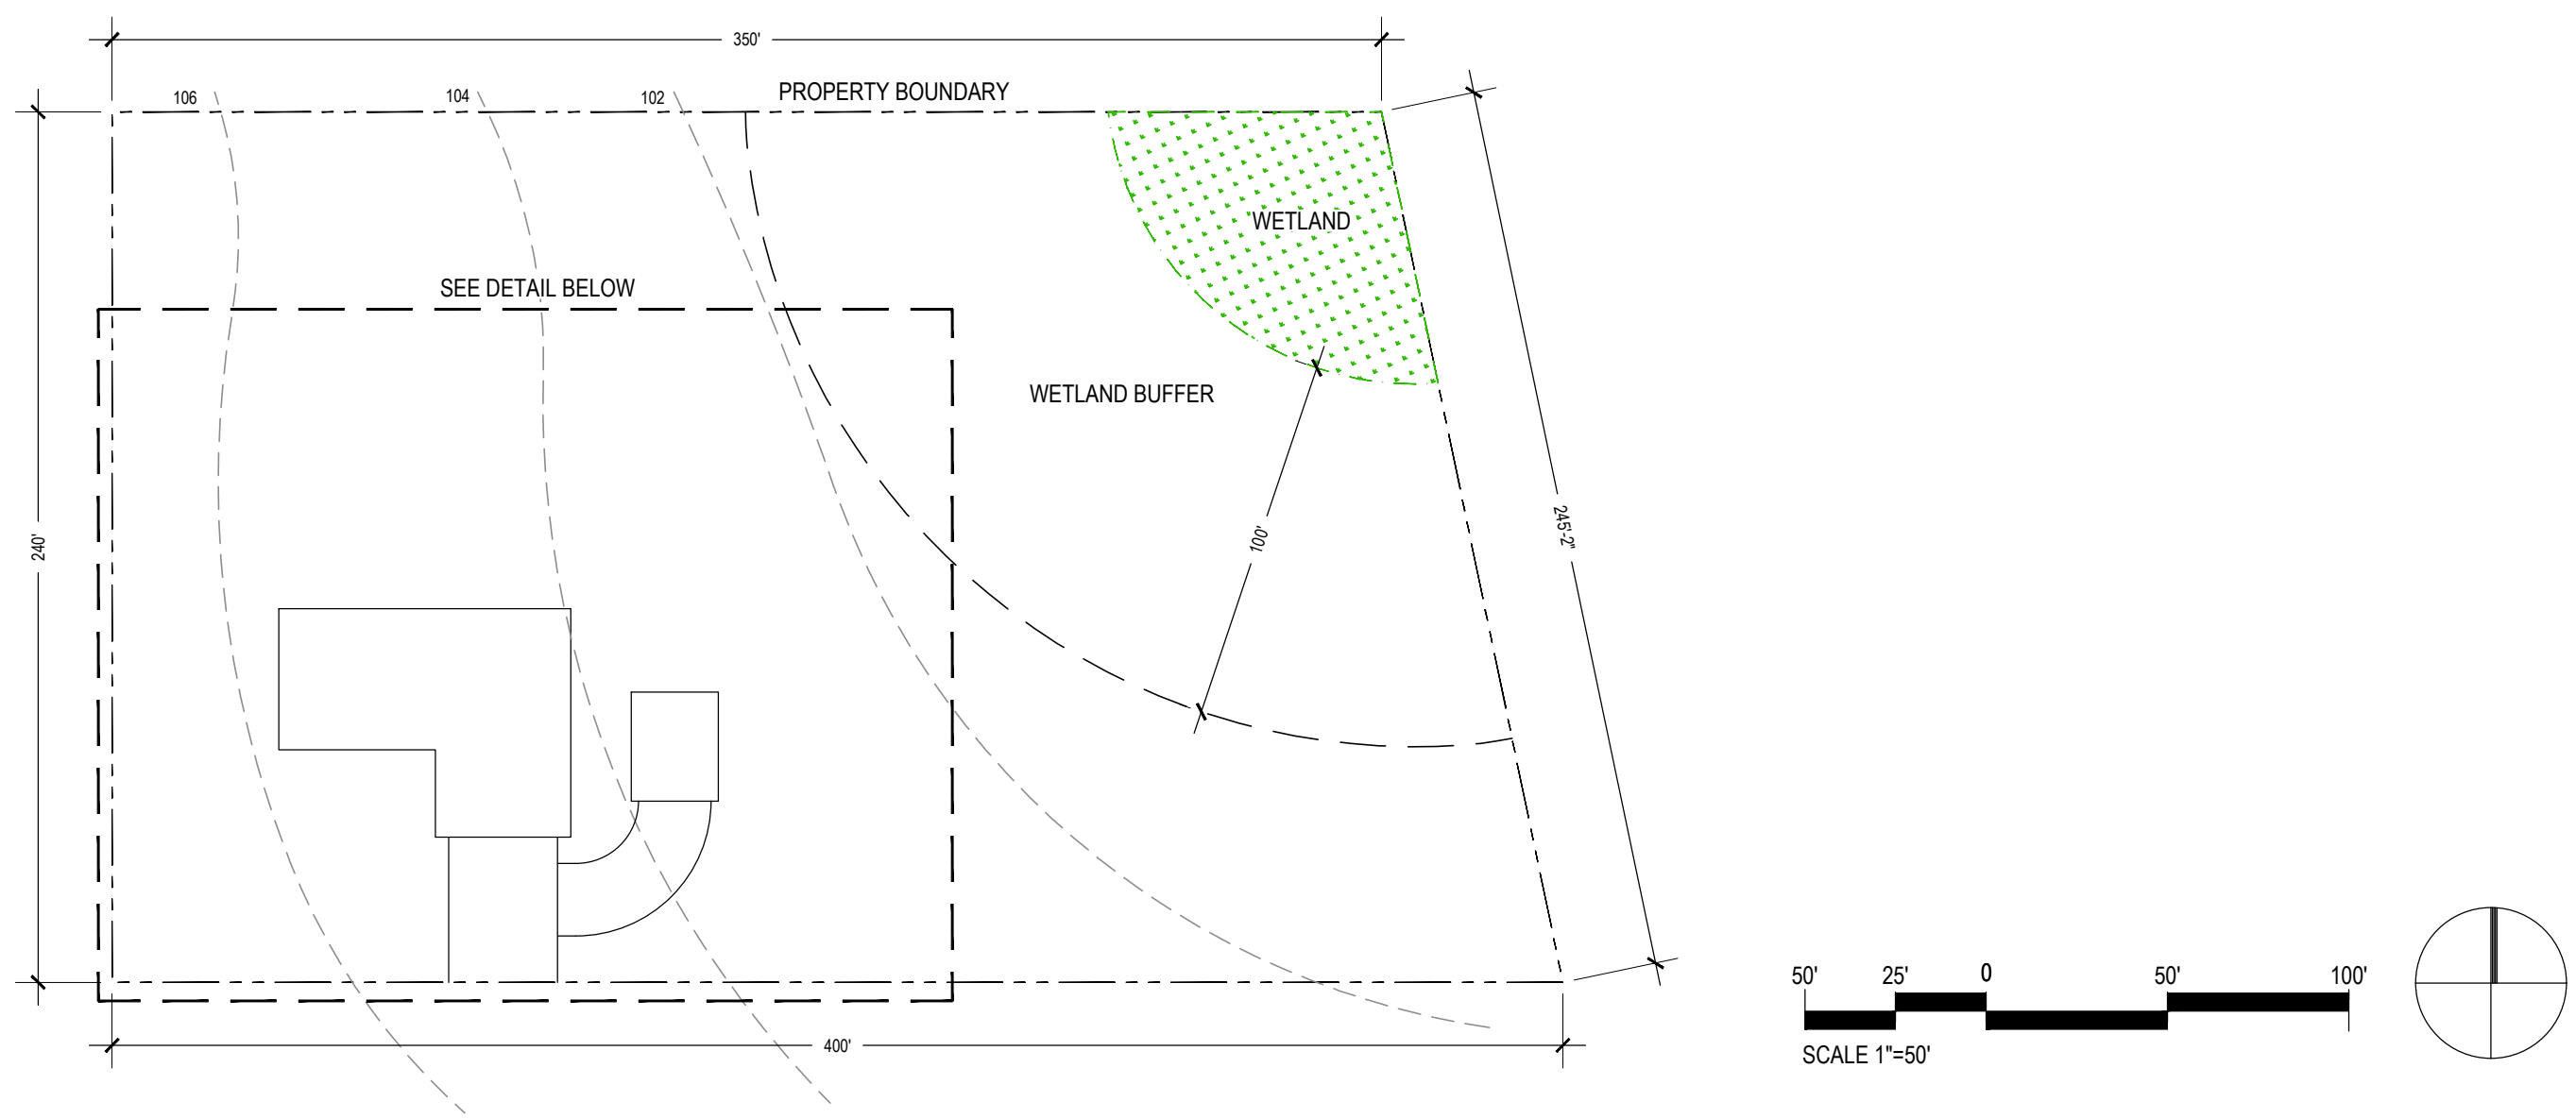 350'
106
104
102
PROPERTY BOUNDARY
WETLAND
SEE DETAIL BELOW
WETLAND BUFFER
240'
100'
245'-2"
50' 25' 0 50' 100'
SCALE 1"=50'
400'